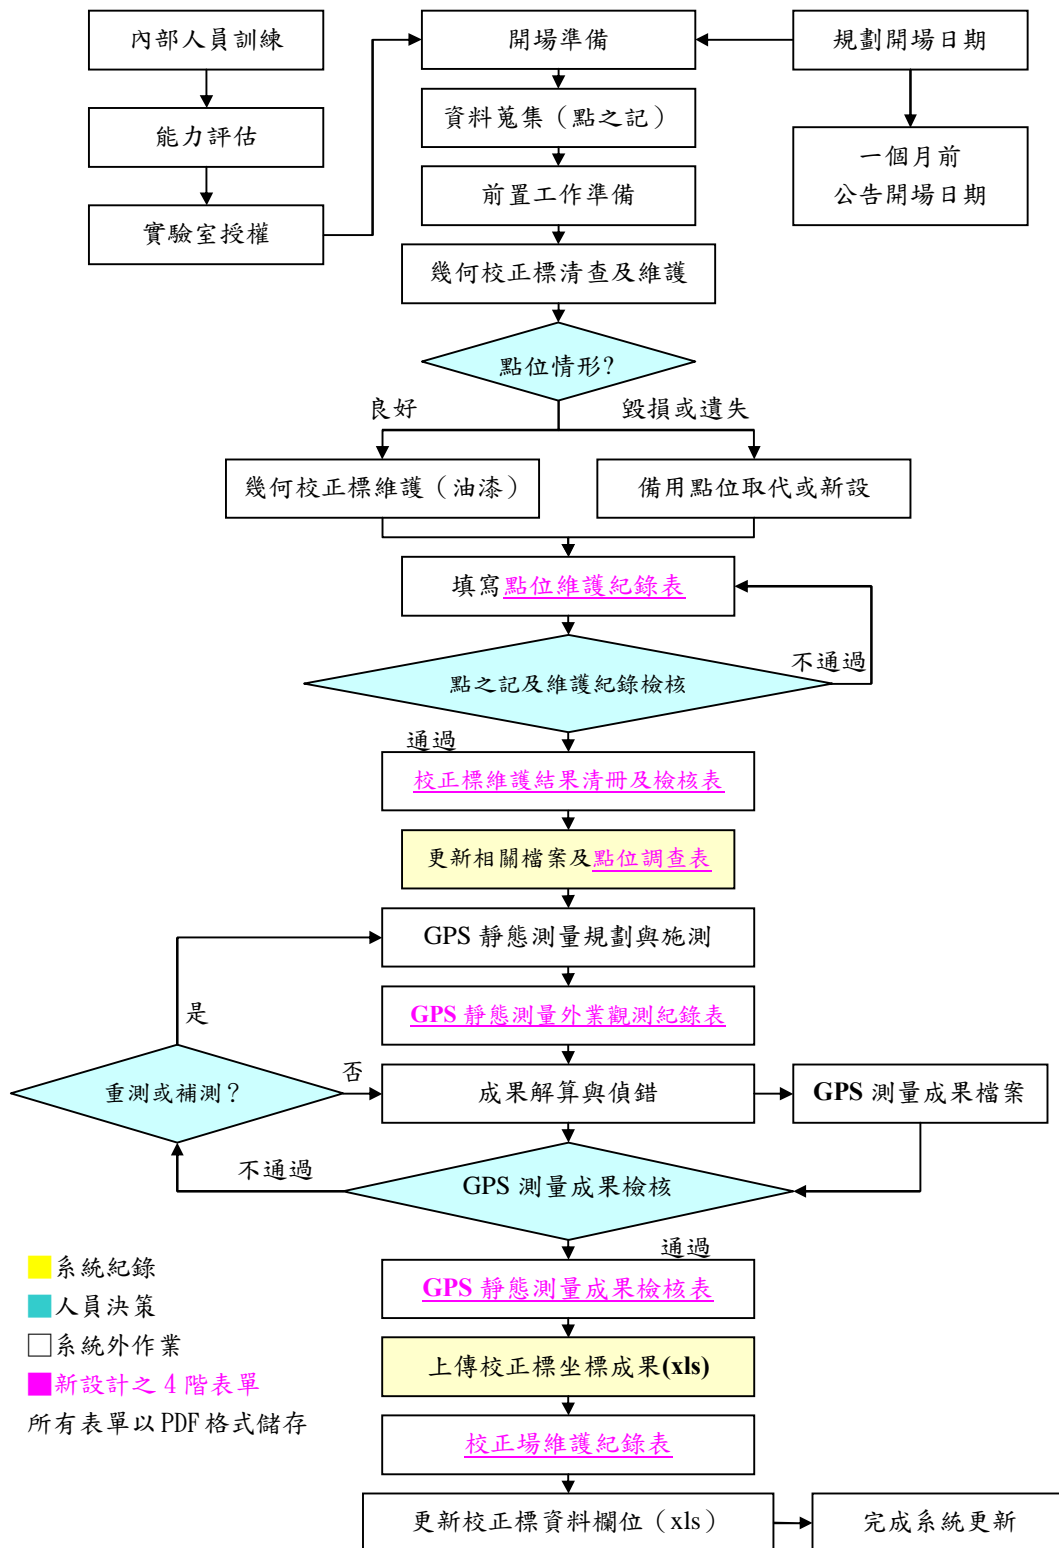 內部人員訓練
開場準備
規劃開場日期
能力評估
資料蒐集（點之記）
一個月前
公告開場日期
前置工作準備
實驗室授權
幾何校正標清查及維護
點位情形?
良好
毀損或遺失
幾何校正標維護（油漆）
備用點位取代或新設
填寫點位維護紀錄表
點之記及維護紀錄檢核
不通過
通過
校正標維護結果清冊及檢核表
更新相關檔案及點位調查表
GPS 靜態測量規劃與施測
GPS 靜態測量外業觀測紀錄表
是
重測或補測？
否
成果解算與偵錯
GPS 測量成果檔案
不通過
GPS 測量成果檢核
通過
GPS 靜態測量成果檢核表
上傳校正標坐標成果(xls)
校正場維護紀錄表
更新校正標資料欄位（xls）
完成系統更新
系統紀錄
人員決策
系統外作業
新設計之 4 階表單
所有表單以 PDF 格式儲存